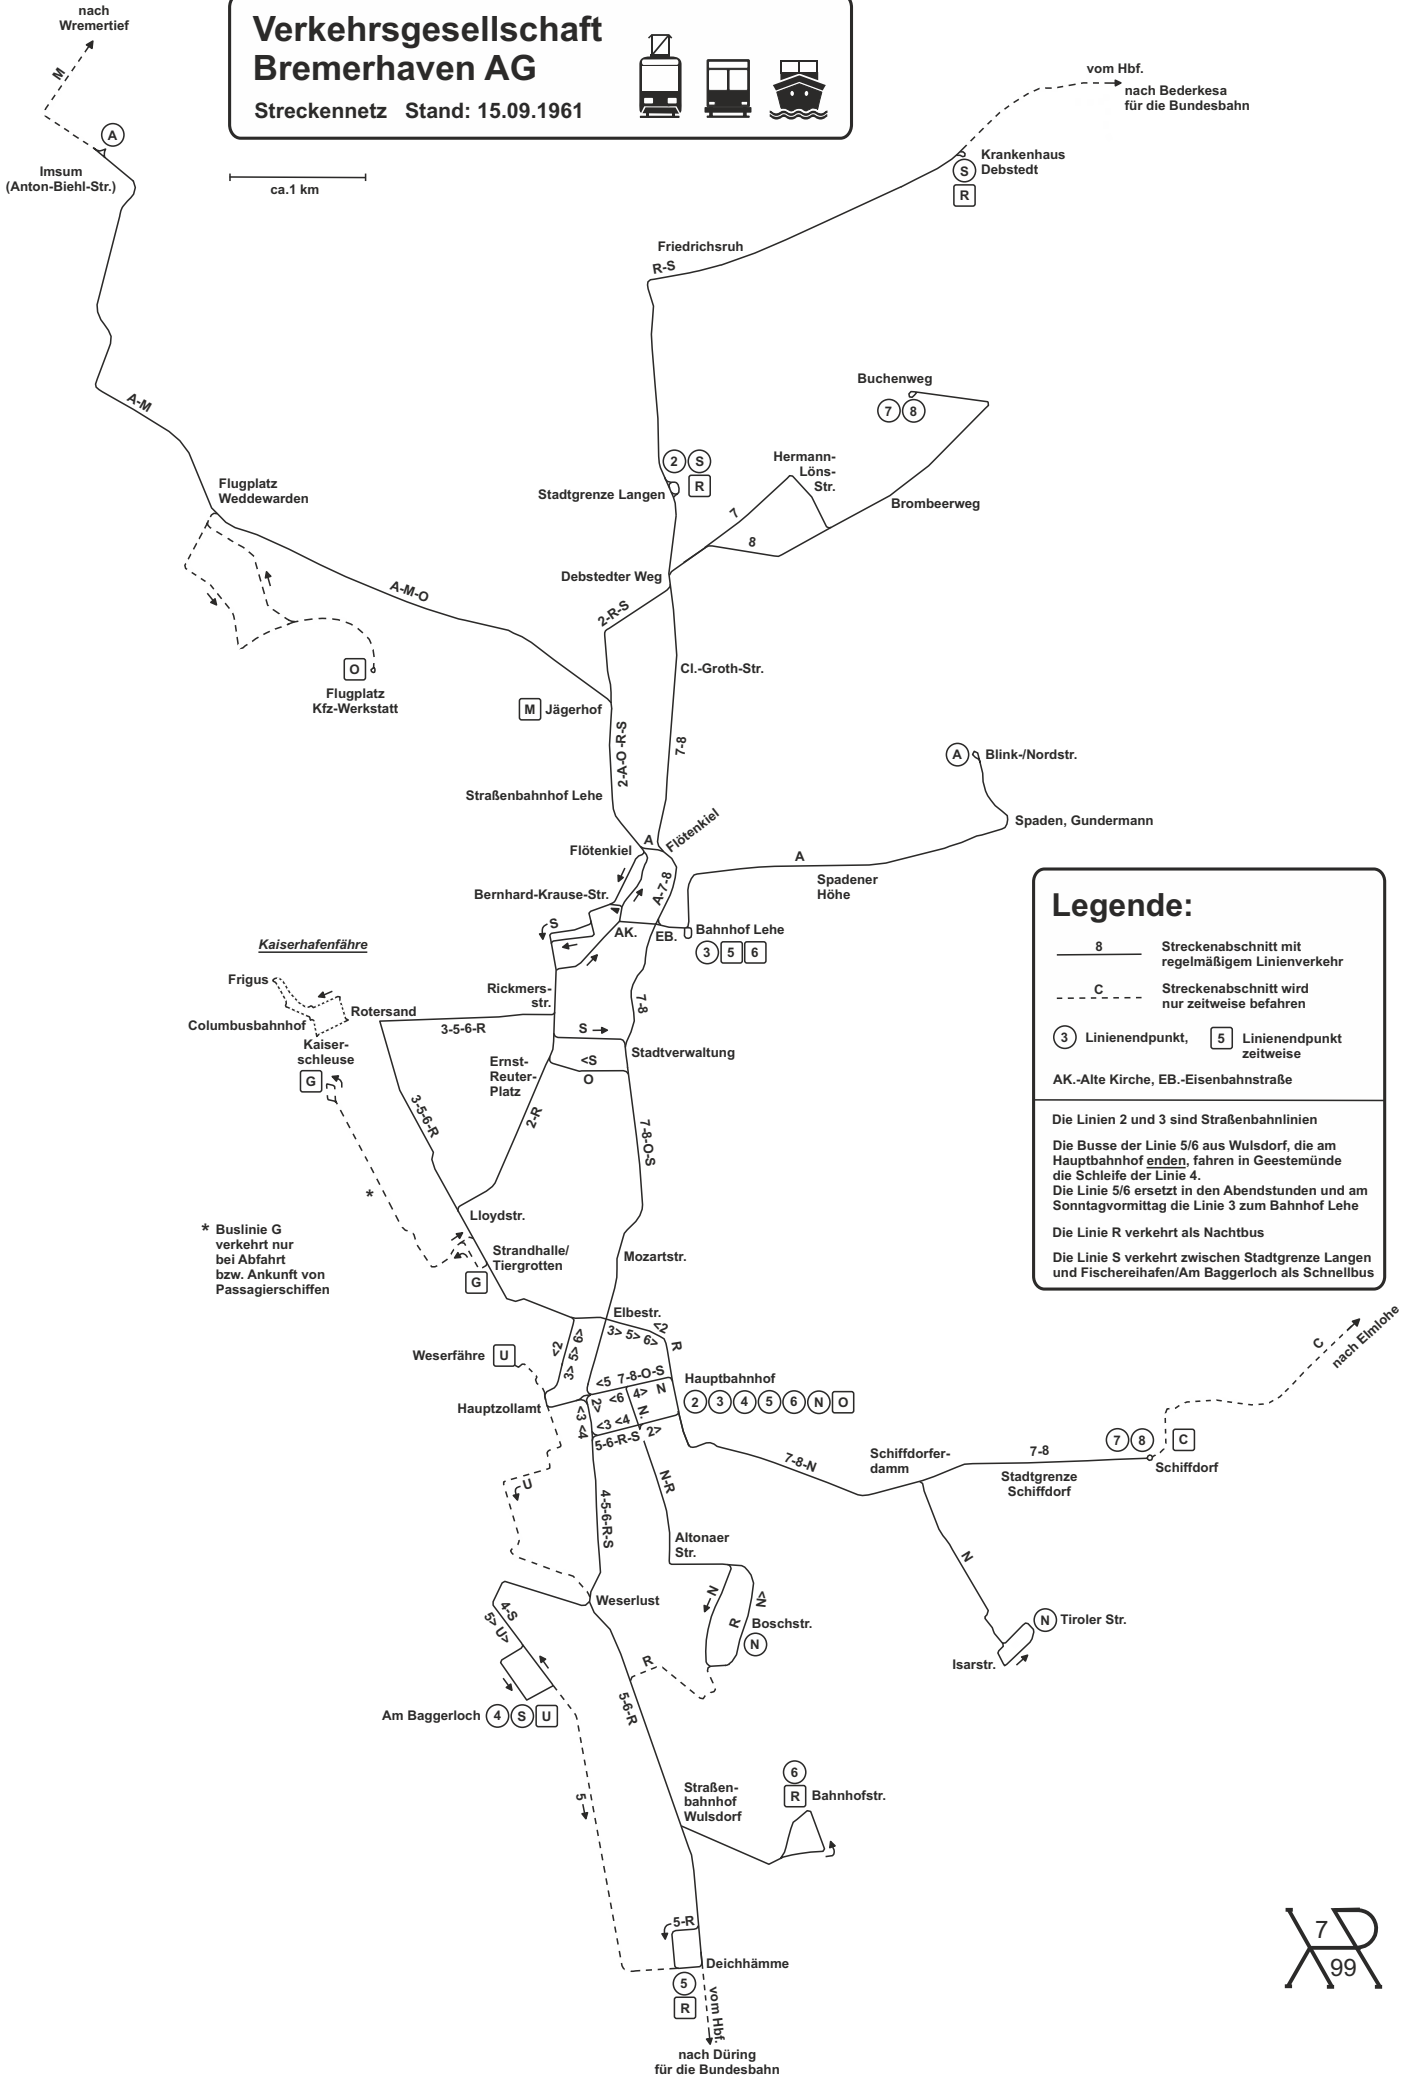 nach
Wremertief
M
A
Imsum
(Anton-Biehl-Str.)
Verkehrsgesellschaft
Bremerhaven AG
Streckennetz Stand: 15.09.1961
ca.1 km
vom Hbf.
nach Bederkesa
für die Bundesbahn
Krankenhaus
Debstedt
S
R
Friedrichsruh
R-S
A-M
Buchenweg
7 8
Hermann-
Löns-
Str.
Brombeerweg
2 S
R
Stadtgrenze Langen
7
8
Flugplatz
Weddewarden
A-M-O
Debstedter Weg
2-R-S
O
Flugplatz
Kfz-Werkstatt
Cl.-Groth-Str.
M Jägerhof
2-A-O -R-S
7-8
A Blink-/Nordstr.
Straßenbahnhof Lehe
Spaden, Gundermann
A
Flötenkiel
Flötenkiel
A
Spadener
Höhe
A-7-8
Bernhard-Krause-Str.
S
AK.
EB.
Bahnhof Lehe
3 5 6
Kaiserhafenfähre
Frigus
Columbusbahnhof
Rotersand
Kaiser-
schleuse
G
Rickmers-
str.
3-5-6-R
7-8
S
Stadtverwaltung
<S
O
Ernst-
Reuter-
Platz
3-5-6-R
2-R
7-8-O-S
*
Lloydstr.
* Buslinie G
verkehrt nur
bei Abfahrt
bzw. Ankunft von
Passagierschiffen
Strandhalle/
Tiergrotten
G
Mozartstr.
Legende:
8
Streckenabschnitt mit
regelmäßigem Linienverkehr
C
Streckenabschnitt wird
nur zeitweise befahren
3 Linienendpunkt,
5 Linienendpunkt
zeitweise
AK.-Alte Kirche, EB.-Eisenbahnstraße
Die Linien 2 und 3 sind Straßenbahnlinien
Die Busse der Linie 5/6 aus Wulsdorf, die am
Hauptbahnhof enden, fahren in Geestemünde
die Schleife der Linie 4.
Die Linie 5/6 ersetzt in den Abendstunden und am
Sonntagvormittag die Linie 3 zum Bahnhof Lehe
Die Linie R verkehrt als Nachtbus
Die Linie S verkehrt zwischen Stadtgrenze Langen
und Fischereihafen/Am Baggerloch als Schnellbus
Elbestr.
<2
3> 5> 6>
R
<2
3> 5> 6>
Weserfähre U
Hauptzollamt
<5 7-8-O-S
2>
<6 4> N
N.
<3 <4
<3 <4
5-6-R-S 2>
Hauptbahnhof
2 3 4 5 6 N O
C
nach Elmlohe
7-8-N
Schiffdorfer-
damm
7-8
7 8 C
Schiffdorf
Stadtgrenze
Schiffdorf
U
4-5-6-R-S
N-R
Altonaer
Str.
N
N
<N
R
Boschstr.
N
N Tiroler Str.
Isarstr.
Weserlust
4-S
5> U>
R
5-6-R
Am Baggerloch 4 S U
5
Straßen-
bahnhof
Wulsdorf
6
R Bahnhofstr.
5-R
Deichhämme
5
R
vom Hbf.
nach Düring
für die Bundesbahn
7
99